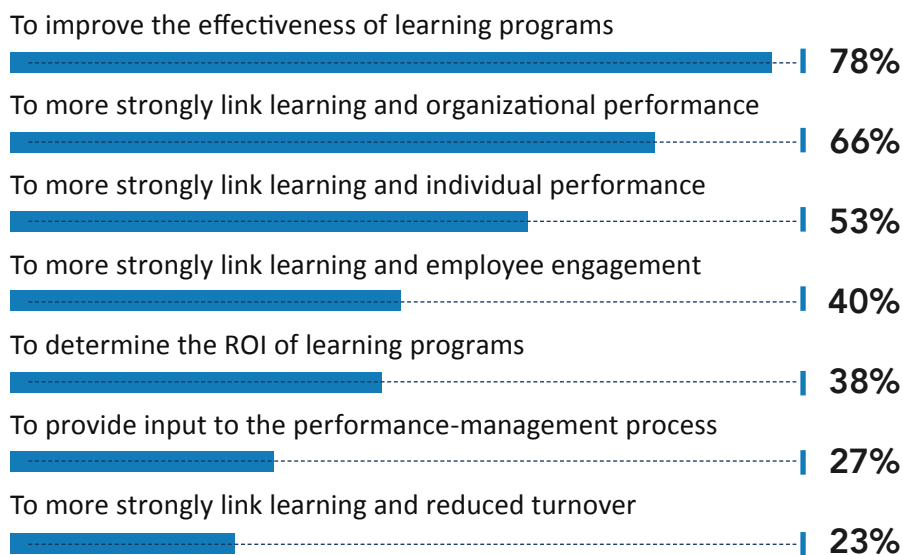 To improve the effectiveness of learning programs
78%
To more strongly link learning and organizational performance
66%
To more strongly link learning and individual performance
53%
To more strongly link learning and employee engagement
40%
To determine the ROI of learning programs
38%
To provide input to the performance-management process
27%
To more strongly link learning and reduced turnover
23%